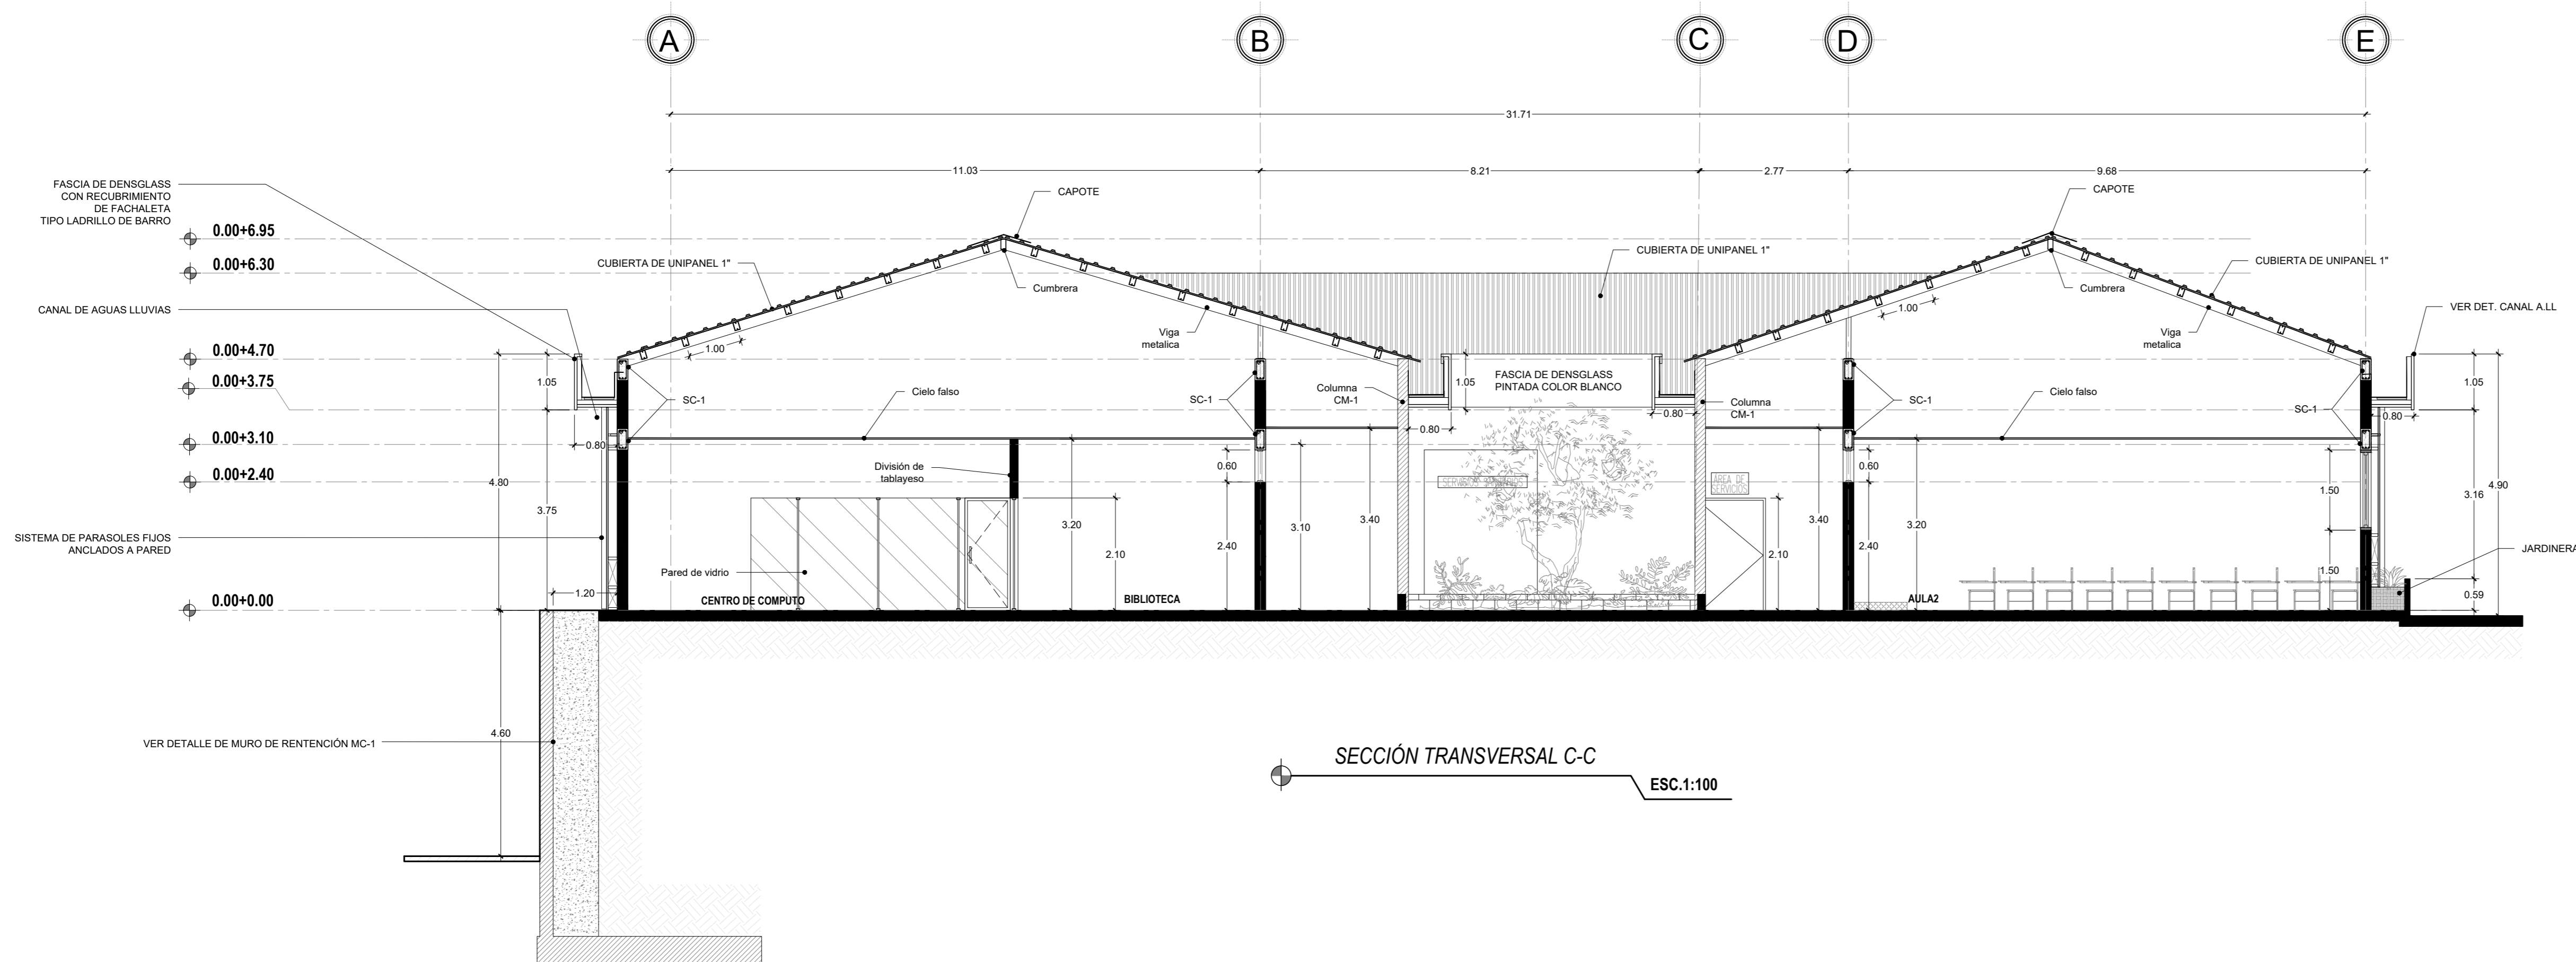 A
B
C
D
E
31.71
11.03
8.21
2.77
9.68
FASCIA DE DENSGLASS
CON RECUBRIMIENTO
DE FACHALETA
TIPO LADRILLO DE BARRO
CAPOTE
CAPOTE
0.00+6.95
0.00+6.30
CUBIERTA DE UNIPANEL 1"
CUBIERTA DE UNIPANEL 1"
CUBIERTA DE UNIPANEL 1"
Cumbrera
Cumbrera
CANAL DE AGUAS LLUVIAS
VER DET. CANAL A.LL
1.00
1.00
Viga
metalica
Viga
metalica
0.00+4.70
0.00+3.75
1.05
SC-1
Cielo falso
SC-1
Columna
CM-1
1.05
FASCIA DE DENSGLASS
PINTADA COLOR BLANCO
Columna
CM-1
SC-1
Cielo falso
SC-1
1.05
0.80
0.80
0.80
0.80
0.00+3.10
0.00+2.40
División de
tablayeso
0.60
0.60
SERVICIOS SANITARIOS
AREA DE
SERVICIOS
4.80
3.75
3.20
2.10
2.40
3.10
3.40
3.40
2.10
2.40
3.20
1.50
1.50
3.16
4.90
0.59
SISTEMA DE PARASOLES FIJOS
ANCLADOS A PARED
JARDINERA
Pared de vidrio
1.20
0.00+0.00
CENTRO DE COMPUTO
BIBLIOTECA
AULA2
4.60
VER DETALLE DE MURO DE RENTENCIÓN MC-1
SECCIÓN TRANSVERSAL C-C
ESC.1:100